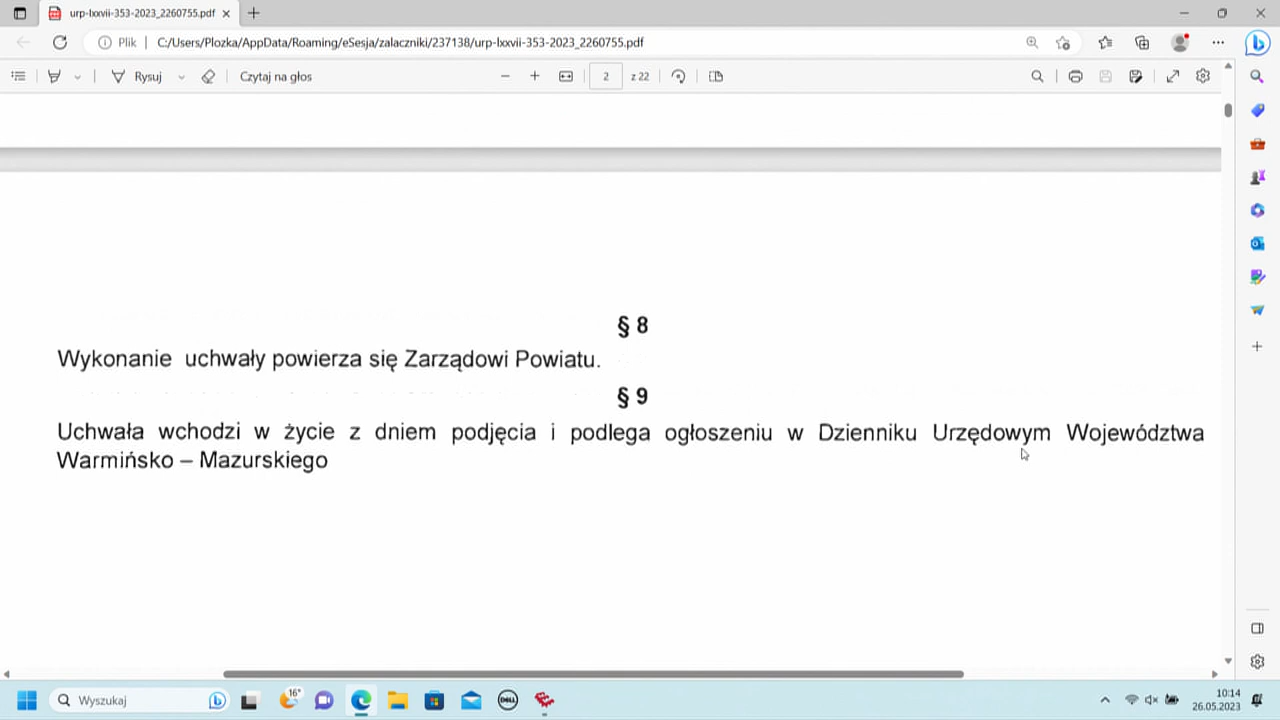 urp-lxxvii-353-2023_2260755.pdf
Plik
C:/Users/Plozka/AppData/Roaming/eSesja/zalaczniki/237138/urp-lxxvii-353-2023_2260755.pdf
Rysuj
Czytaj na głos
2
z 22
§ 8
Wykonanie uchwały powierza się Zarządowi Powiatu.
§ 9
Uchwała wchodzi w życie z dniem podjęcia i podlega ogłoszeniu w Dzienniku Urzędowym Województwa
Warmińsko – Mazurskiego
Wyszukaj
16°
DELL
10:14
26.05.2023